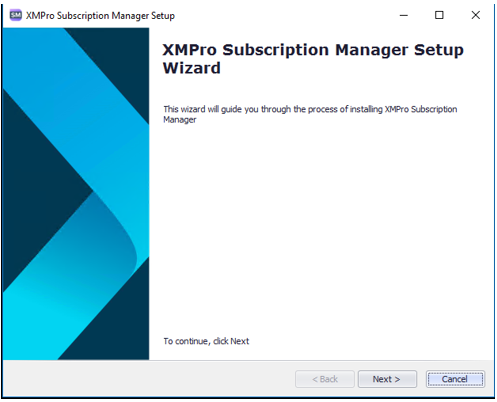 SM XMPro Subscription Manager Setup
XMPro Subscription Manager Setup
Wizard
This wizard will guide you through the process of installing XMPro Subscription
Manager
To continue, click Next
< Back Next > Cancel